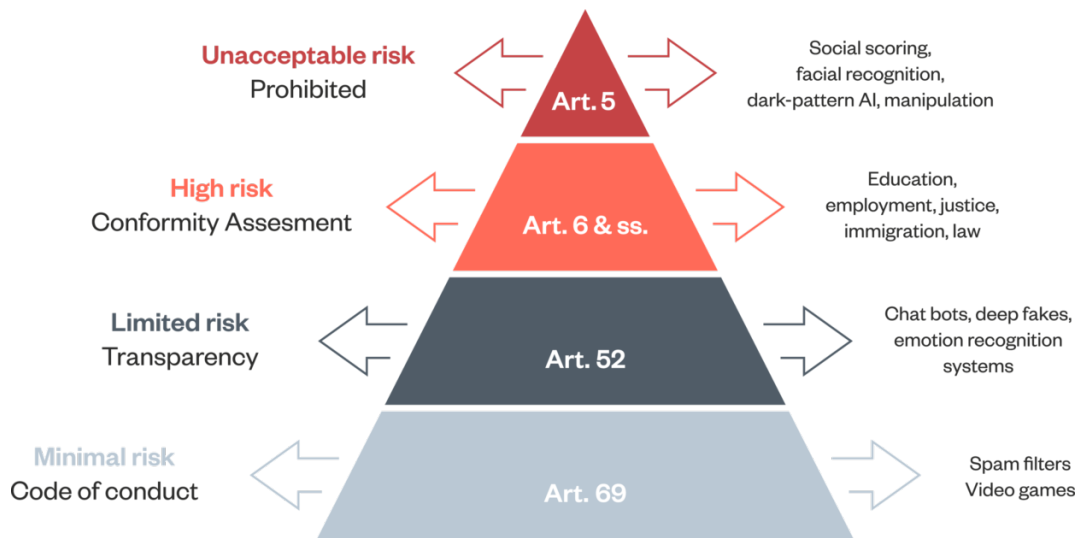 Unacceptable risk
Prohibited
Art. 5
Social scoring,
facial recognition,
dark-pattern AI, manipulation
High risk
Conformity Assesment
Art. 6 & ss.
Education,
employment, justice,
immigration, law
Limited risk
Transparency
Art. 52
Chat bots, deep fakes,
emotion recognition
systems
Minimal risk
Code of conduct
Art. 69
Spam filters
Video games